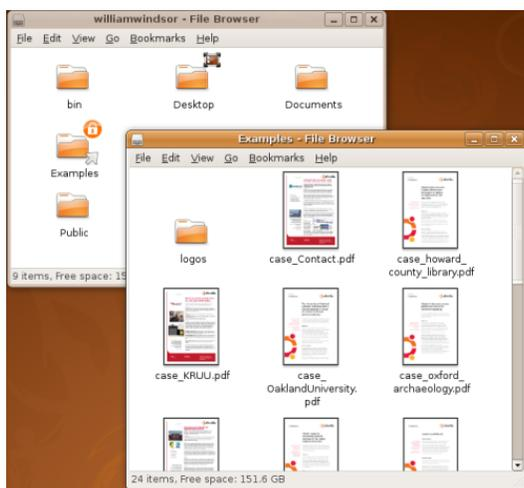 williamwindsor - File Browser
File Edit View Go Bookmarks Help
bin
Desktop
Documents
Examples
Public
9 items, Free space: 15
Examples - File Browser
File Edit View Go Bookmarks Help
logos
case_Contact.pdf
case_howard_
county_library.pdf
case_KRUU.pdf
case_
OaklandUniversity.
pdf
case_oxford_
archaeology.pdf
24 items, Free space: 151.6 GB